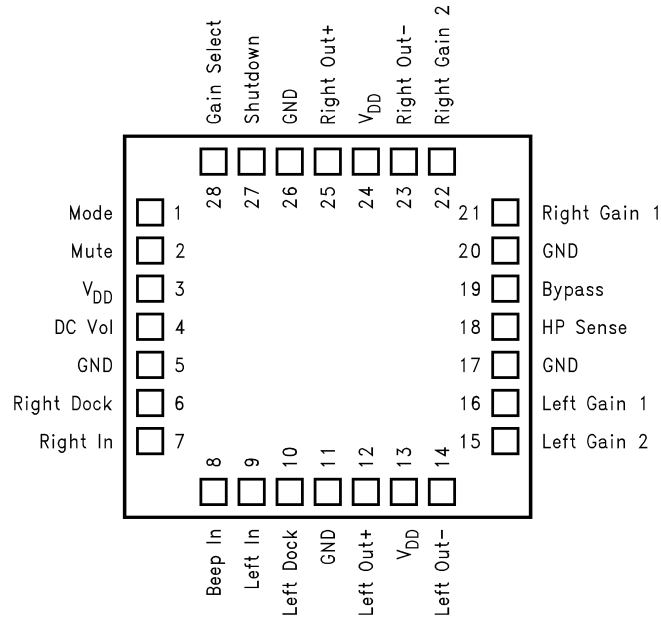 Gain Select
Shutdown
GND
Right Out+
VDD
Right Out-
Right Gain 2
28 27 26 25 24 23 22
Mode 1
Mute 2
VDD 3
DC Vol 4
GND 5
Right Dock 6
Right In 7
21 Right Gain 1
20 GND
19 Bypass
18 HP Sense
17 GND
16 Left Gain 1
15 Left Gain 2
8 9 10 11 12 13 14
Beep In
Left In
Left Dock
GND
Left Out+
VDD
Left Out-